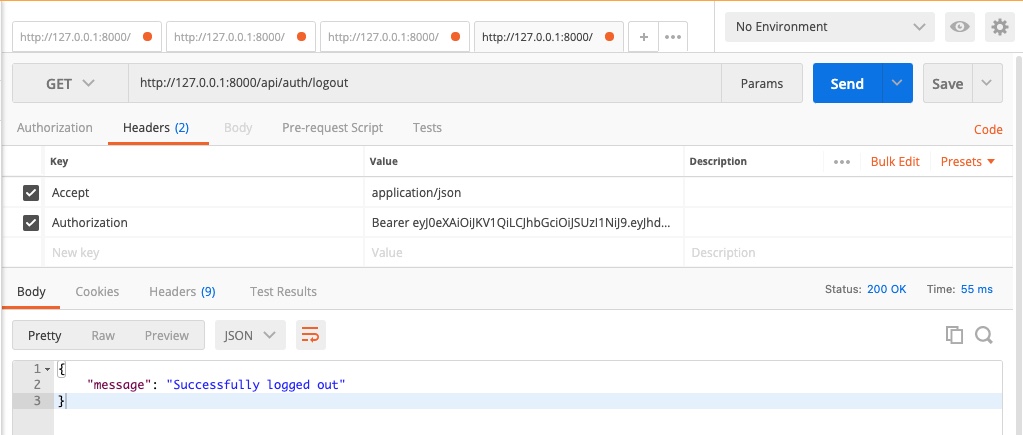 http://127.0.0.1:8000/ http://127.0.0.1:8000/ http://127.0.0.1:8000/ http://127.0.0.1:8000/ + ••• No Environment
GET http://127.0.0.1:8000/api/auth/logout Params Send Save
Authorization Headers (2) Body Pre-request Script Tests Code
Key Value Description ••• Bulk Edit Presets
Accept application/json
Authorization Bearer eyJ0eXAiOiJKV1QiLCJhbGciOiJSUzI1NiJ9.eyJhd...
New key Value Description
Body Cookies Headers (9) Test Results Status: 200 OK Time: 55 ms
Pretty Raw Preview JSON
1 {
2 "message": "Successfully logged out"
3 }